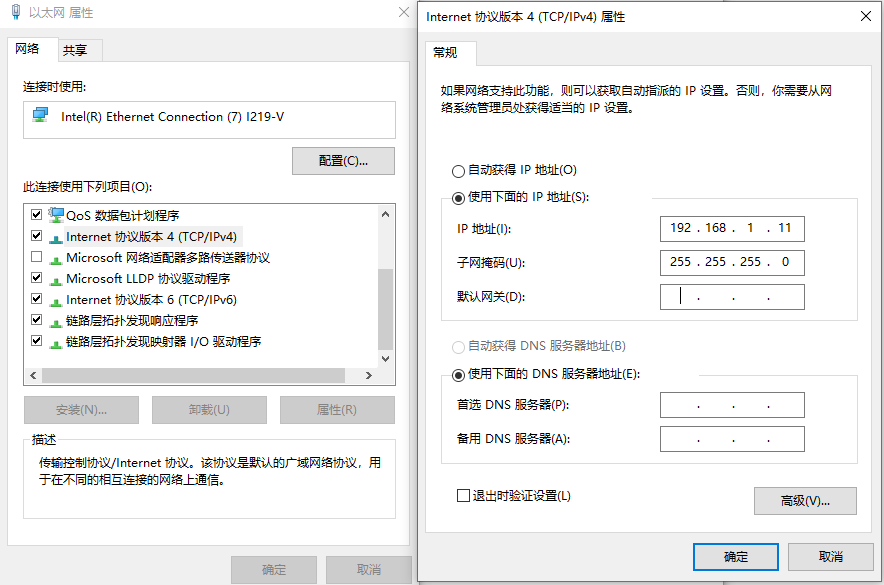 以太网 属性
网络
共享
连接时使用:
Intel(R) Ethernet Connection (7) I219-V
配置(C)...
此连接使用下列项目(O):
QoS 数据包计划程序
Internet 协议版本 4 (TCP/IPv4)
Microsoft 网络适配器多路传送器协议
Microsoft LLDP 协议驱动程序
Internet 协议版本 6 (TCP/IPv6)
链路层拓扑发现响应程序
链路层拓扑发现映射器 I/O 驱动程序
安装(N)...
卸载(U)
属性(R)
描述
传输控制协议/Internet 协议。该协议是默认的广域网络协议，用
于在不同的相互连接的网络上通信。
确定
取消
Internet 协议版本 4 (TCP/IPv4) 属性
常规
如果网络支持此功能，则可以获取自动指派的 IP 设置。否则，你需要从网
络系统管理员处获得适当的 IP 设置。
自动获得 IP 地址(O)
使用下面的 IP 地址(S):
IP 地址(I):
192 . 168 . 1 . 11
子网掩码(U):
255 . 255 . 255 . 0
默认网关(D):
. . .
自动获得 DNS 服务器地址(B)
使用下面的 DNS 服务器地址(E):
首选 DNS 服务器(P):
. . .
备用 DNS 服务器(A):
. . .
退出时验证设置(L)
高级(V)...
确定
取消